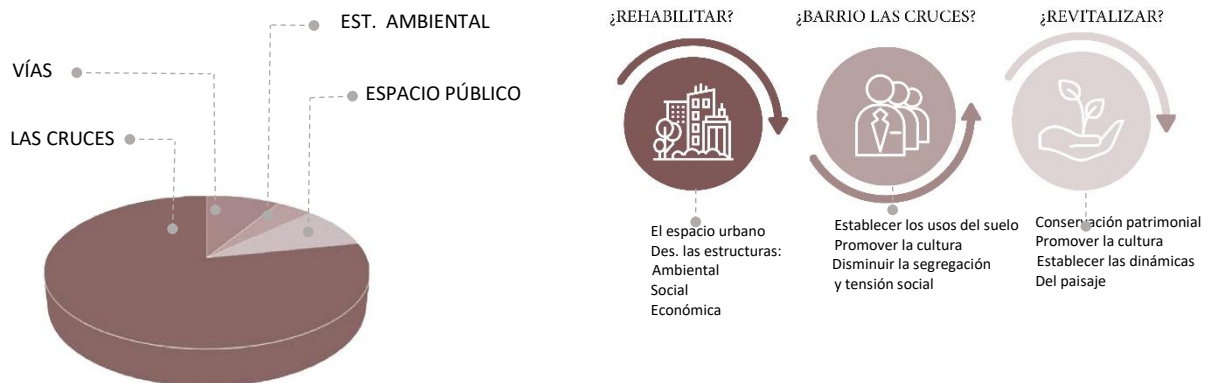 EST. AMBIENTAL
VÍAS
ESPACIO PÚBLICO
LAS CRUCES
¿REHABILITAR?
El espacio urbano
Des. las estructuras:
Ambiental
Social
Económica
¿BARRIO LAS CRUCES?
Establecer los usos del suelo
Promover la cultura
Disminuir la segregación
y tensión social
¿REVITALIZAR?
Conservación patrimonial
Promover la cultura
Establecer las dinámicas
Del paisaje